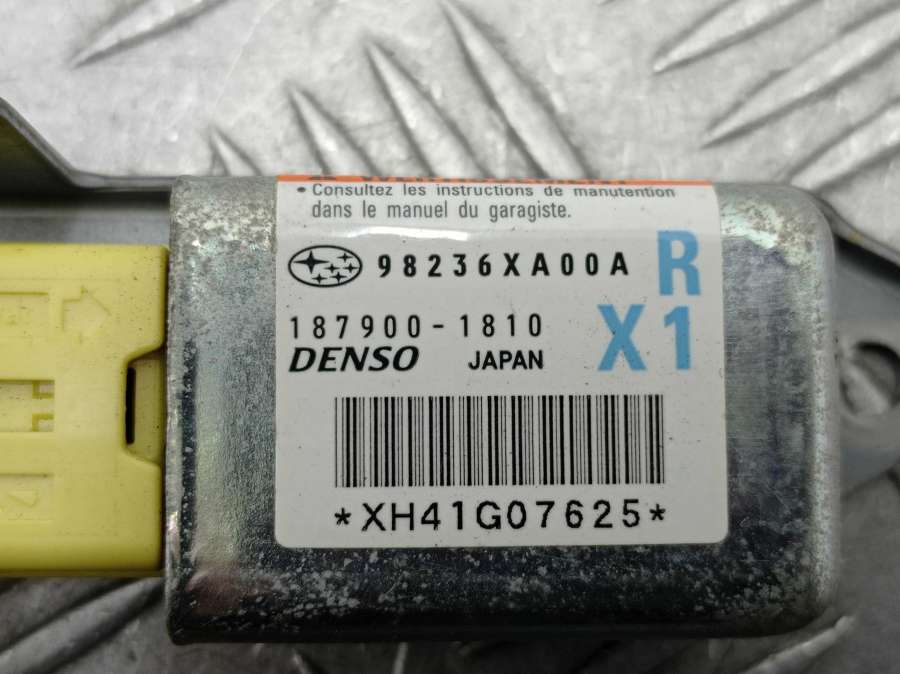 • Consultez les instructions de manutention
dans le manuel du garagiste.
98236XA00A R
187900-1810 X1
DENSO JAPAN
*XH41G07625*